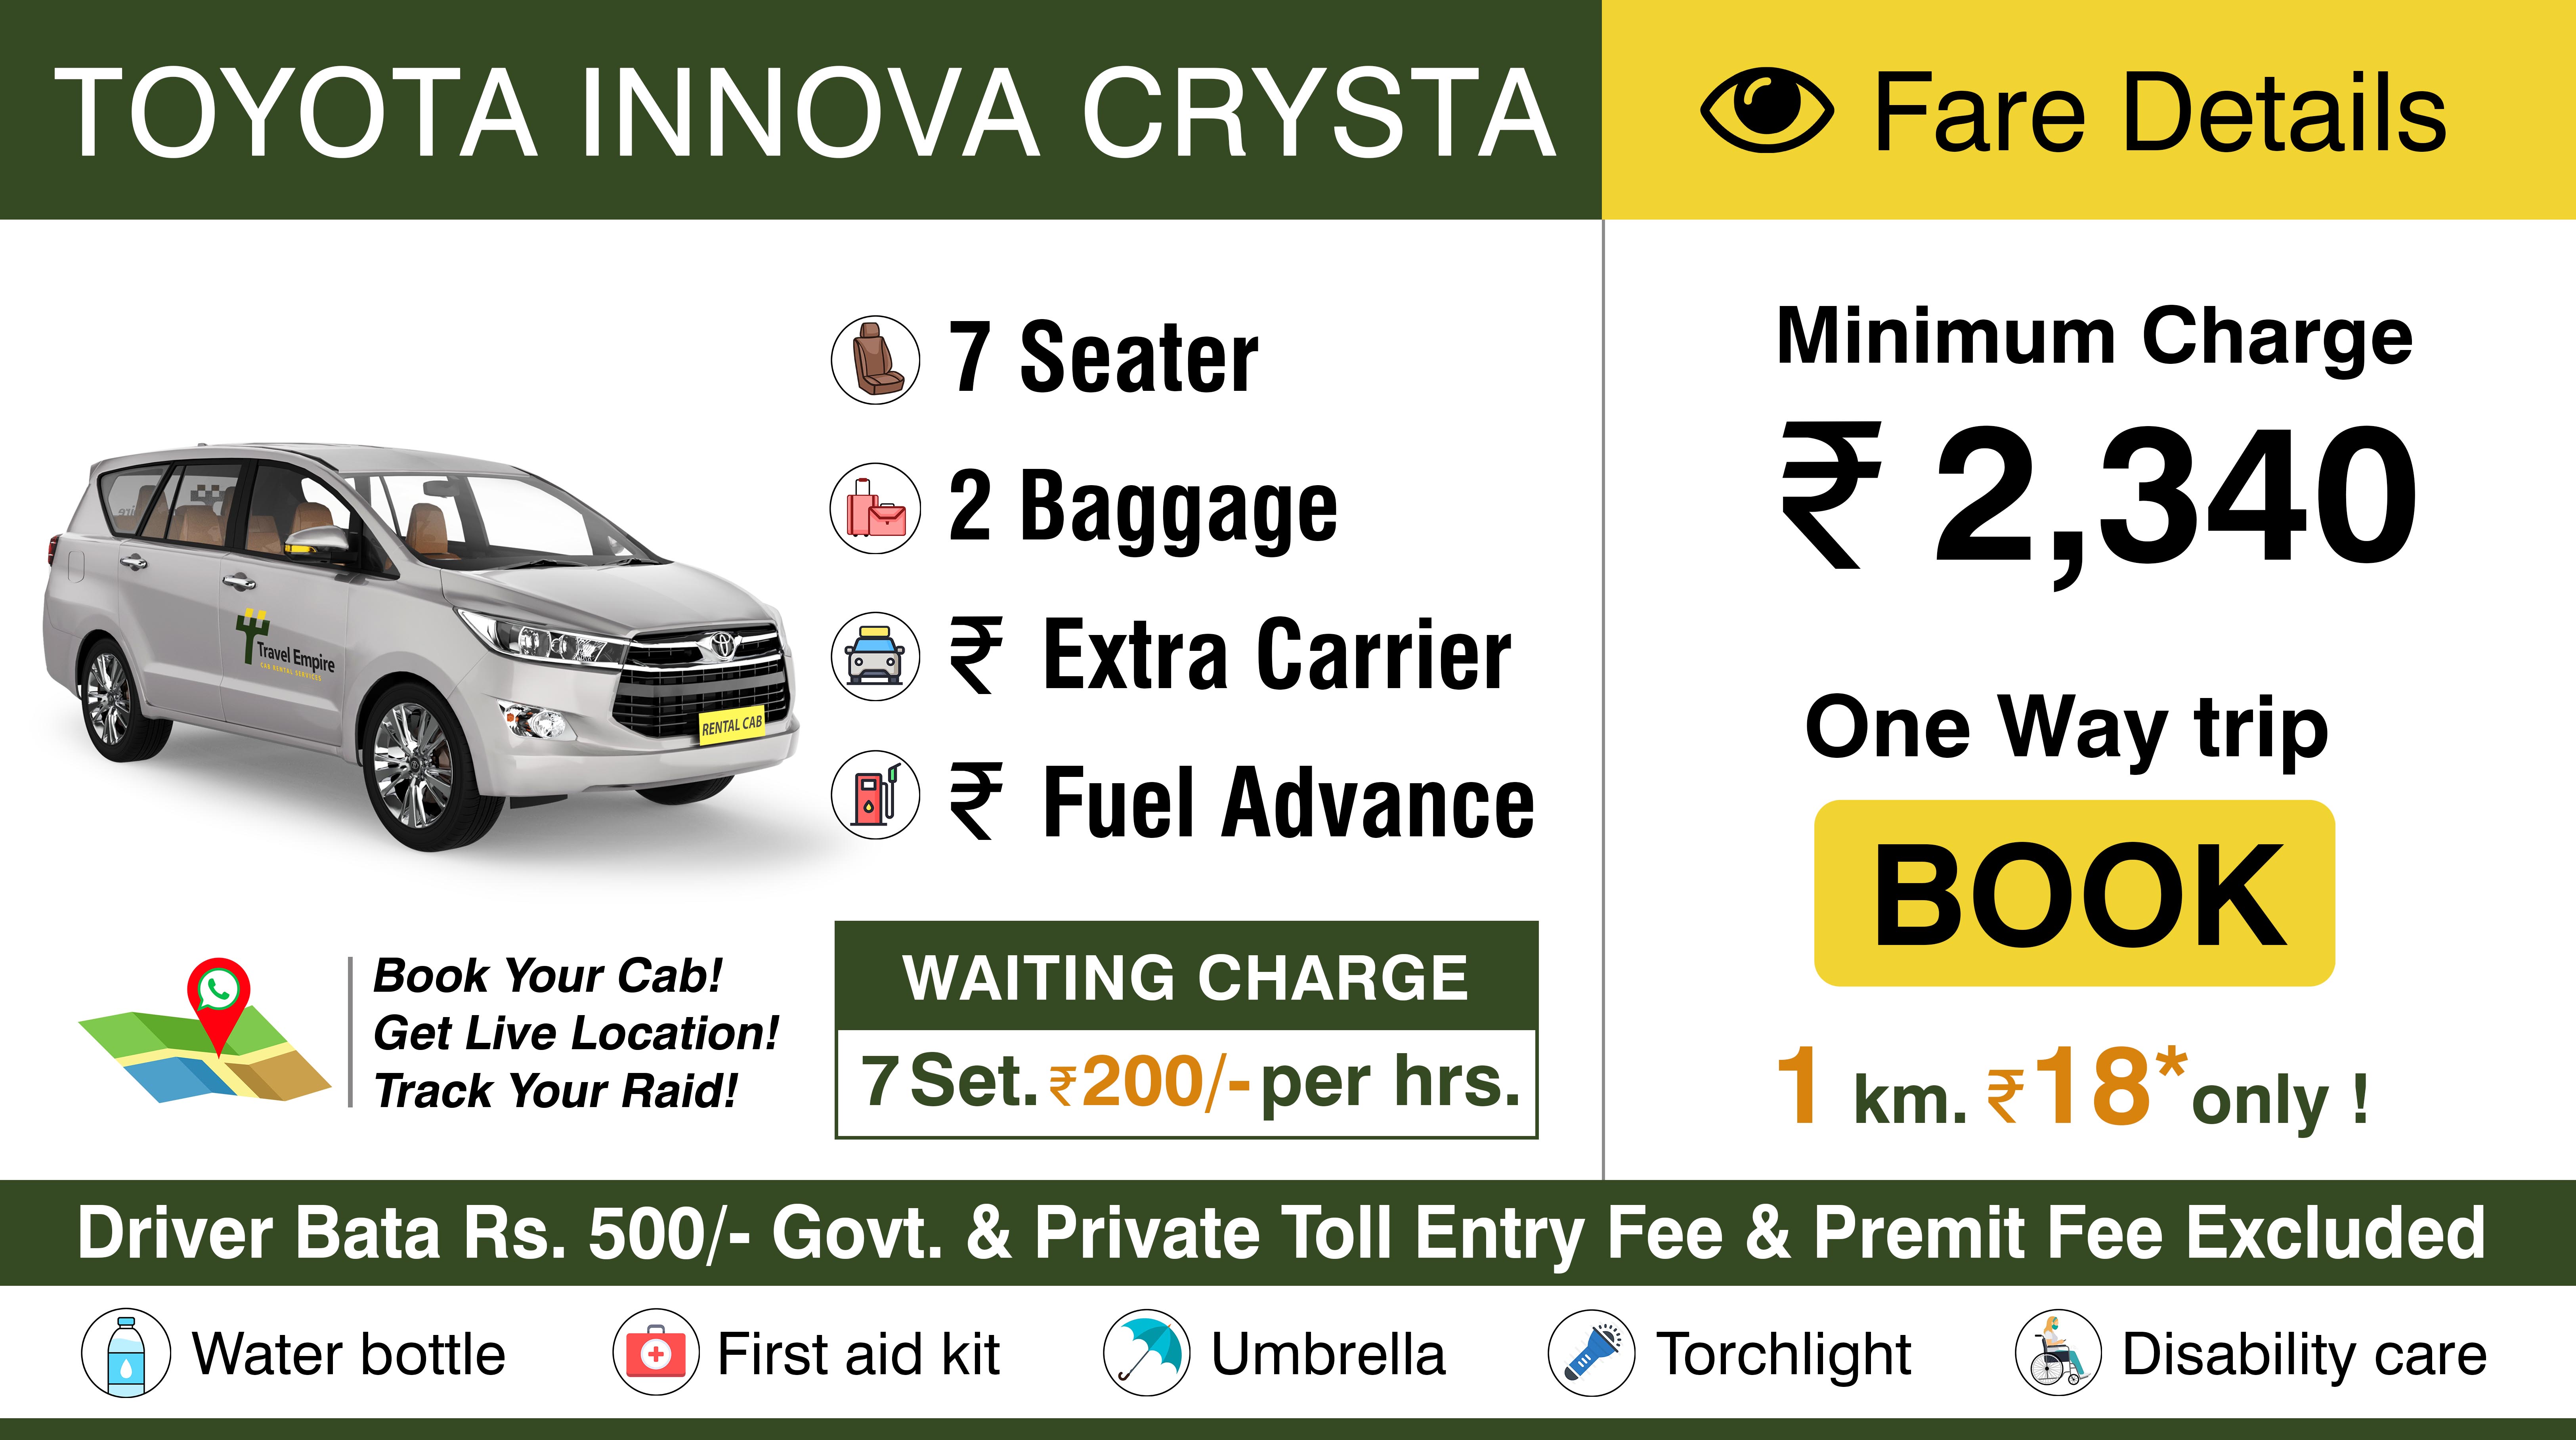 TOYOTA INNOVA CRYSTA
Fare Details
7 Seater
2 Baggage
₹ Extra Carrier
₹ Fuel Advance
Travel Empire
CAB RENTAL SERVICES
RENTAL CAB
Book Your Cab!
Get Live Location!
Track Your Raid!
WAITING CHARGE
7 Set. ₹200/- per hrs.
Minimum Charge
₹ 2,340
One Way trip
BOOK
1 km. ₹18* only !
Driver Bata Rs. 500/- Govt. & Private Toll Entry Fee & Premit Fee Excluded
Water bottle
First aid kit
Umbrella
Torchlight
Disability care